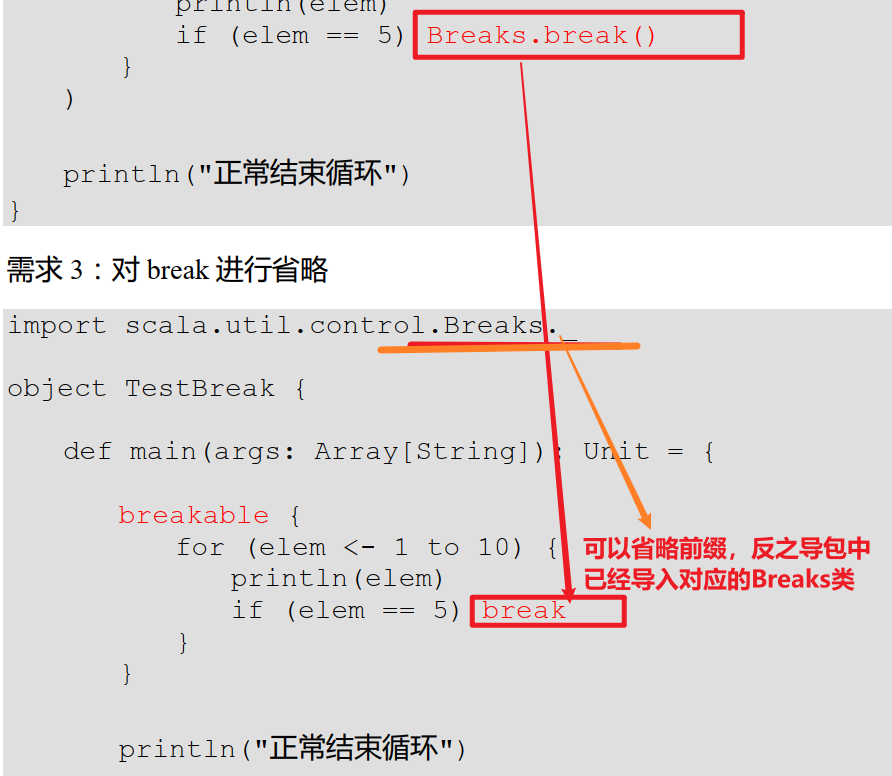 println(elem)
if (elem == 5) Breaks.break()
}
)
println("正常结束循环")
}
需求 3：对 break 进行省略
import scala.util.control.Breaks._
object TestBreak {
def main(args: Array[String]): Unit = {
breakable {
for (elem <- 1 to 10) {
println(elem)
if (elem == 5) break
}
}
println("正常结束循环")
可以省略前缀，反之导包中
已经导入对应的Breaks类